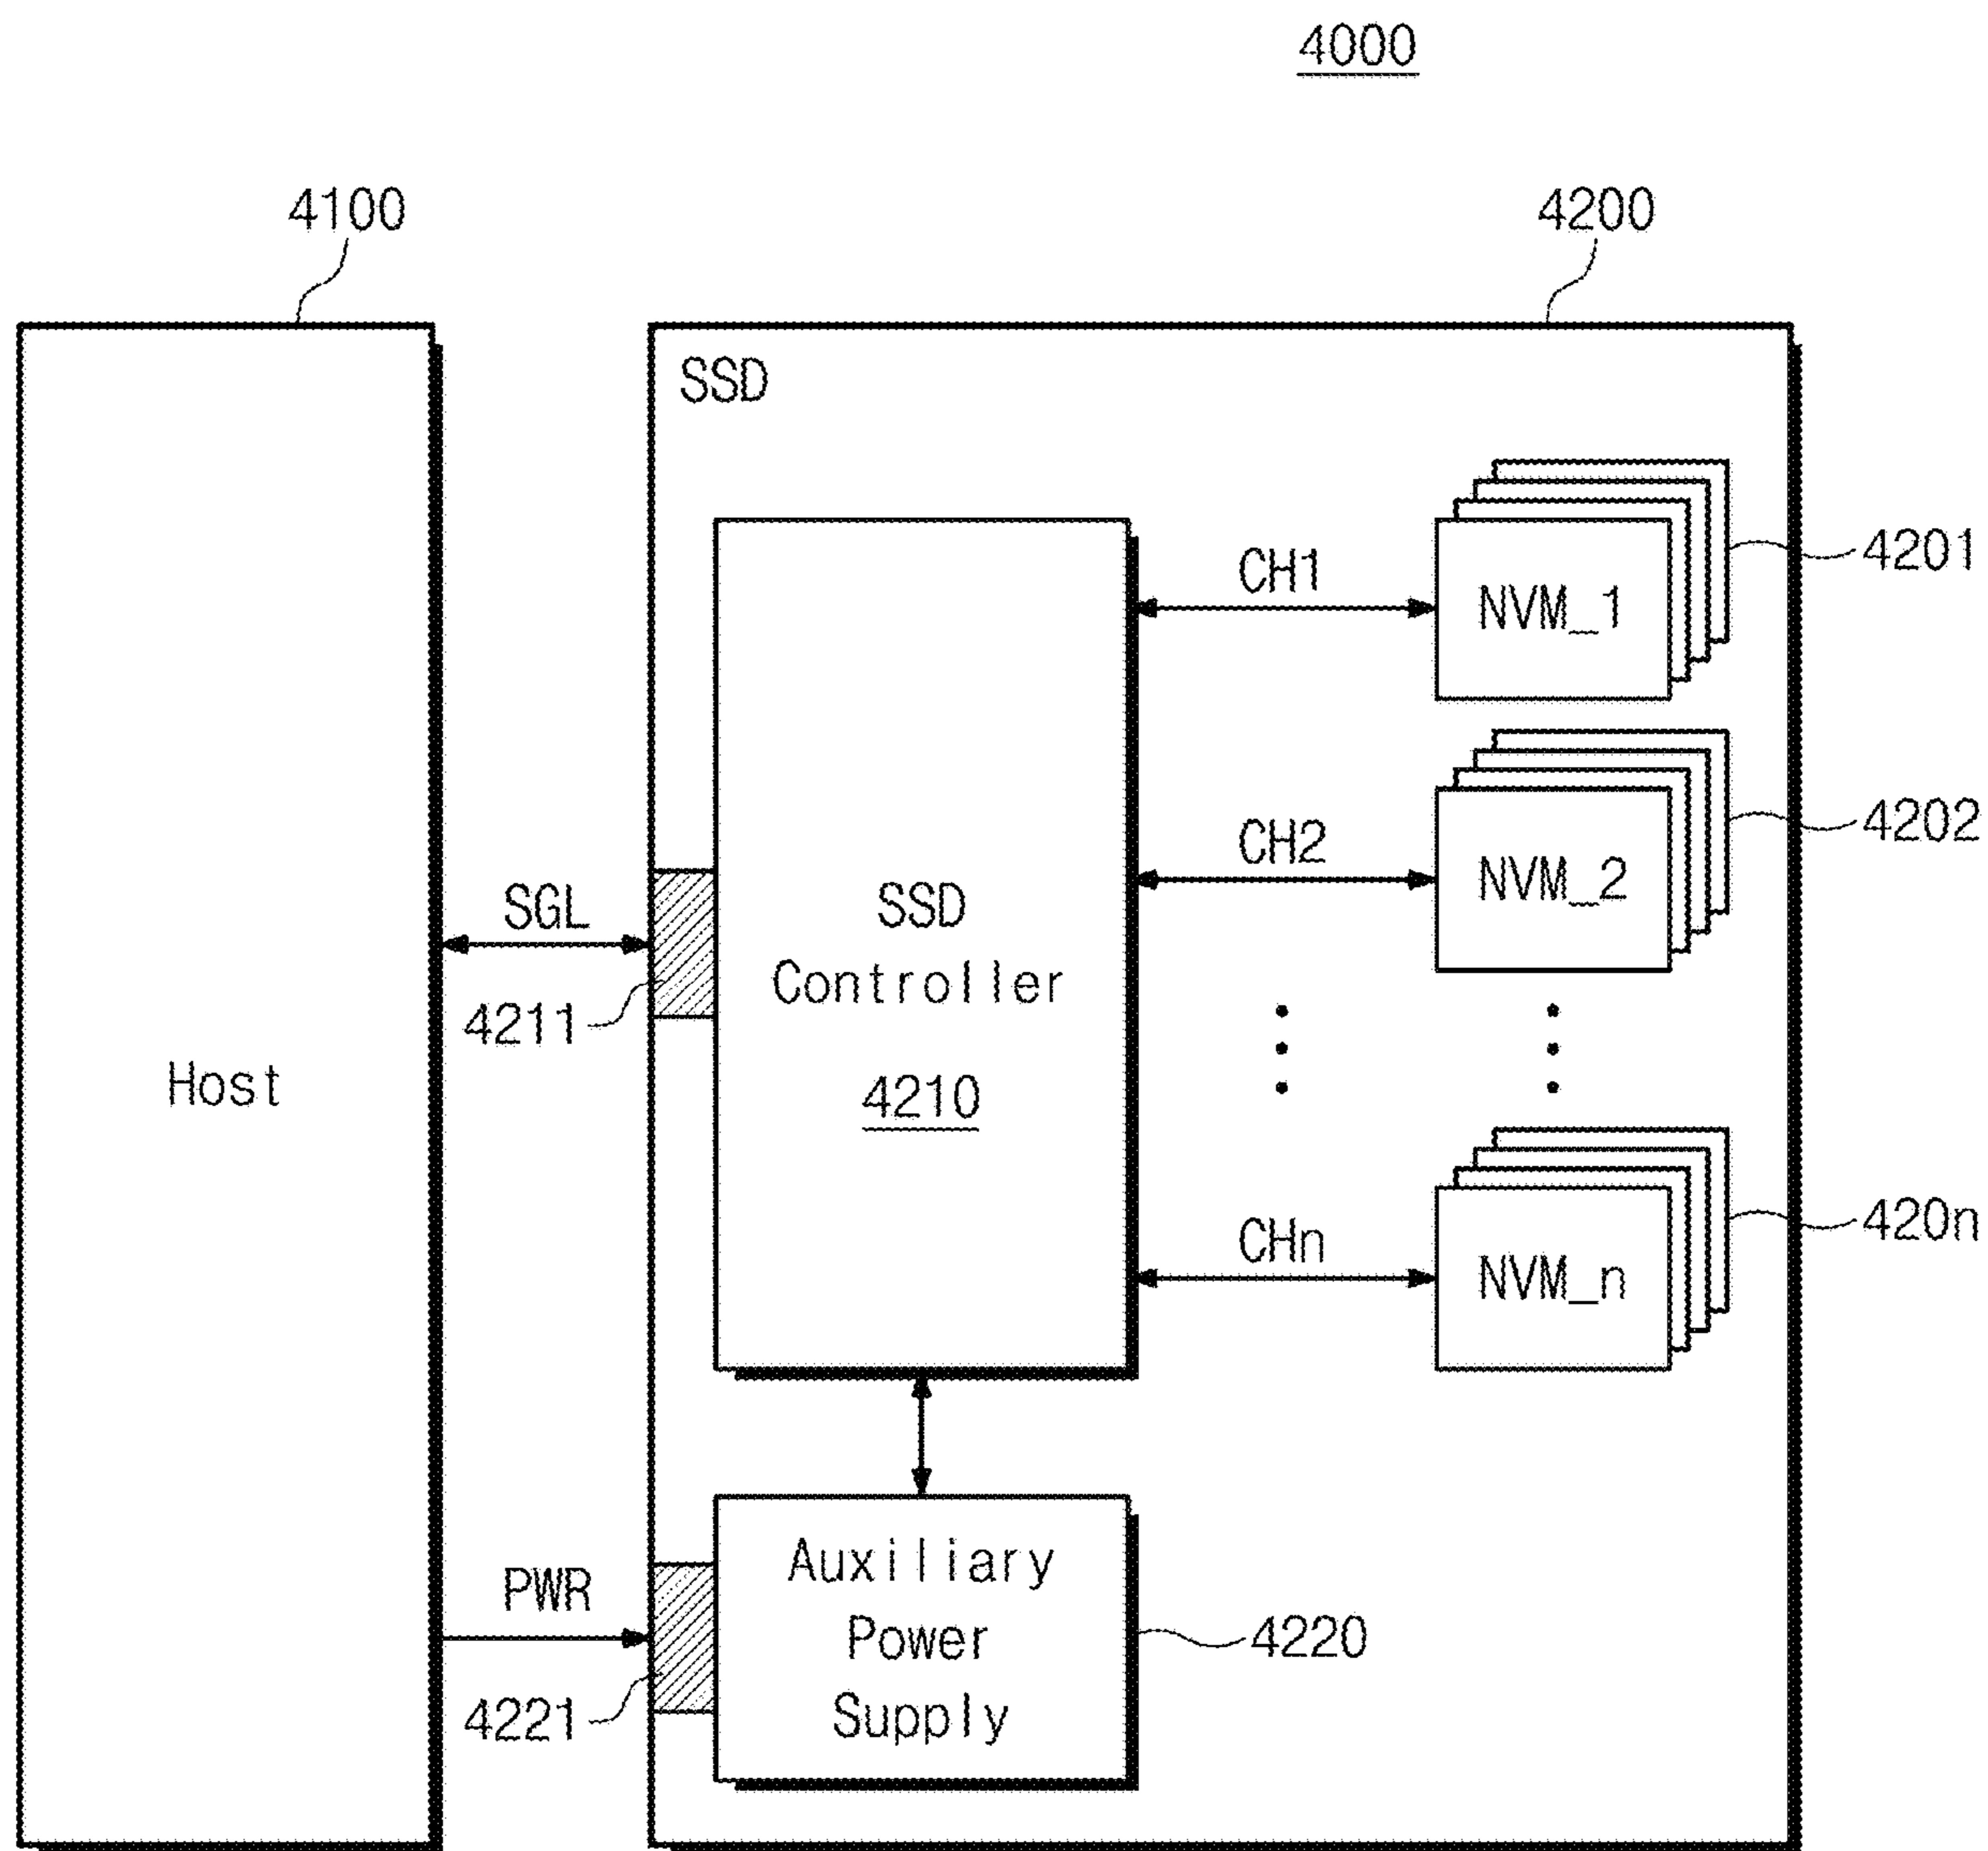 4000
4100
4200
SSD
CH1
NVM_1
4201
CH2
NVM_2
4202
SGL
4211
SSD
Controller
4210
Host
CHn
NVM_n
420n
PWR
4221
Auxiliary
Power
Supply
4220